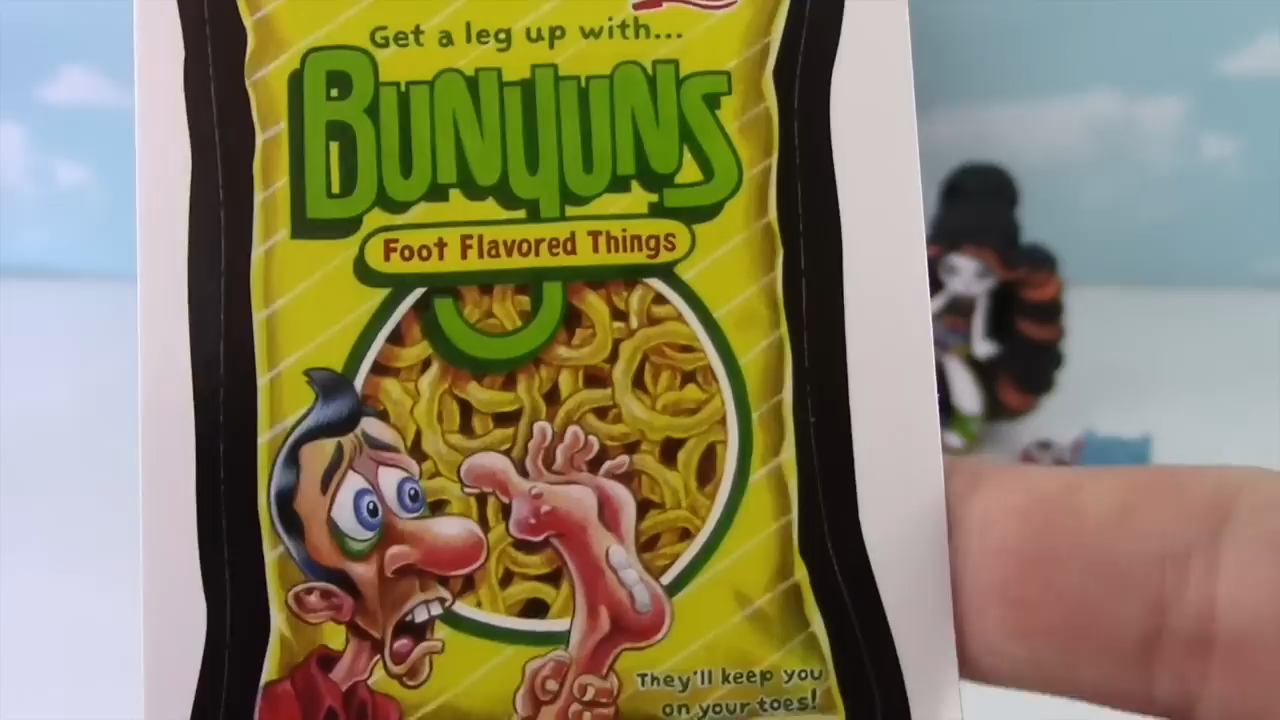 Get a leg up with...
BUNYUNS
Foot Flavored Things
They'll keep you
on your toes!